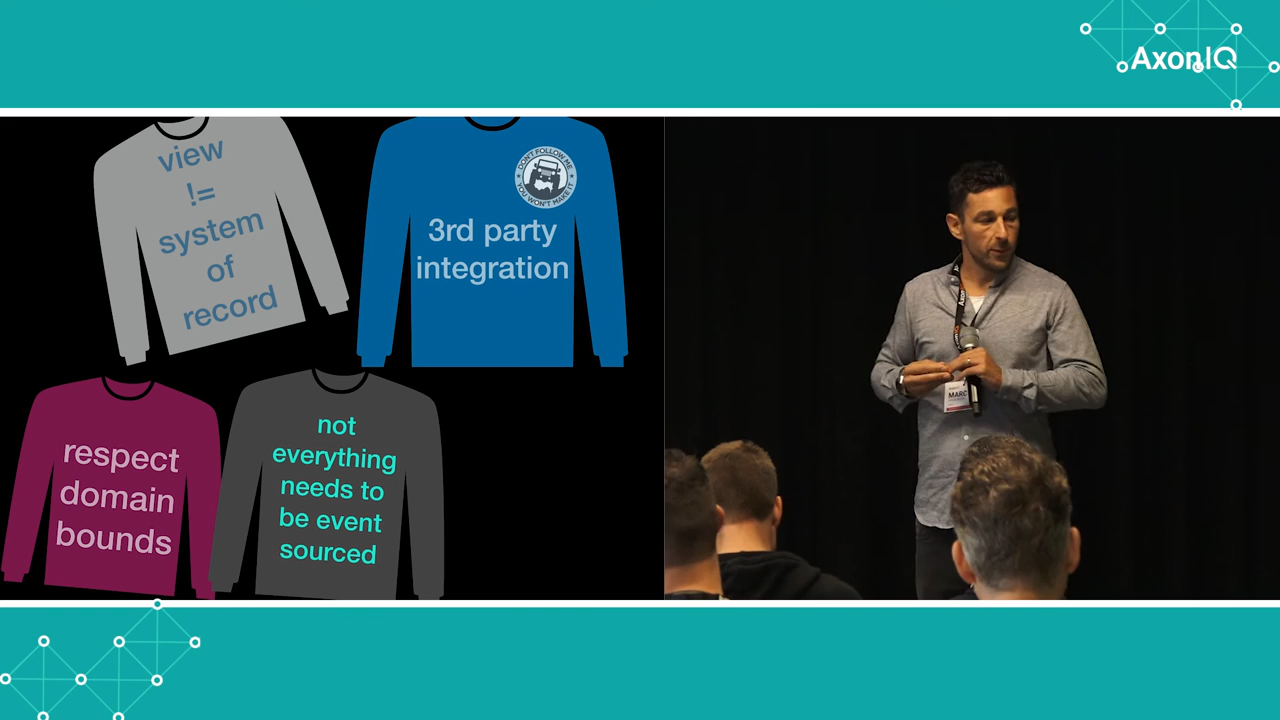 AxonIQ
view
!=
system
of
record
DON'T FOLLOW ME
YOU WON'T MAKE IT
3rd party
integration
respect
domain
bounds
not
everything
needs to
be event
sourced
MARC